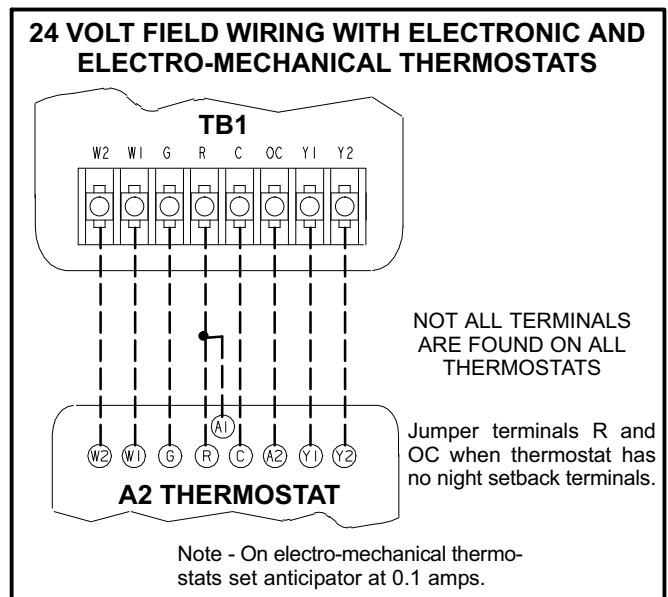 24 VOLT FIELD WIRING WITH ELECTRONIC AND
ELECTRO-MECHANICAL THERMOSTATS
TB1
W2 W1 G R C OC Y1 Y2
NOT ALL TERMINALS
ARE FOUND ON ALL
THERMOSTATS
A1
W2 W1 G R C A2 Y1 Y2
Jumper terminals R and
OC when thermostat has
no night setback terminals.
A2 THERMOSTAT
Note - On electro-mechanical thermo-
stats set anticipator at 0.1 amps.